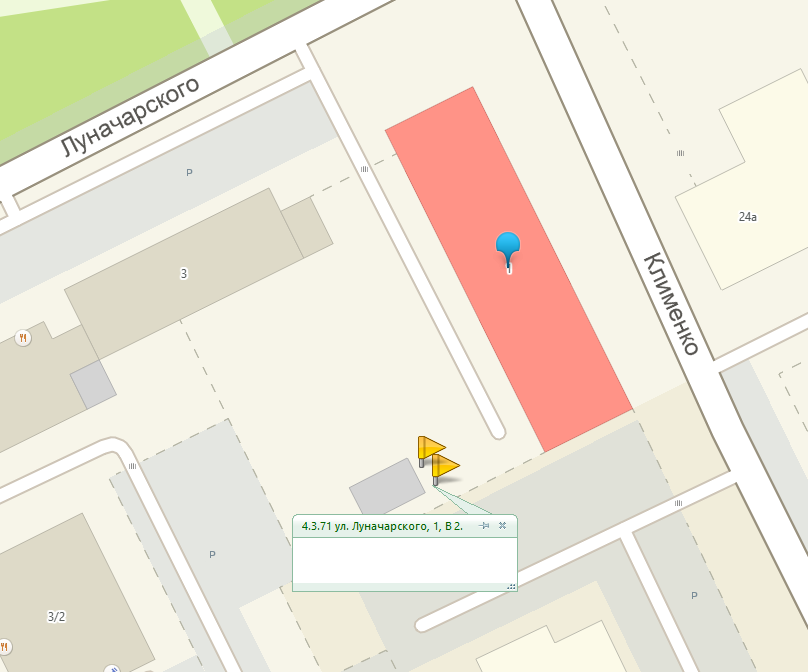 Луначарского
P
24а
3
1
Клименко
4.3.71 ул. Луначарского, 1, В 2.
P
P
3/2